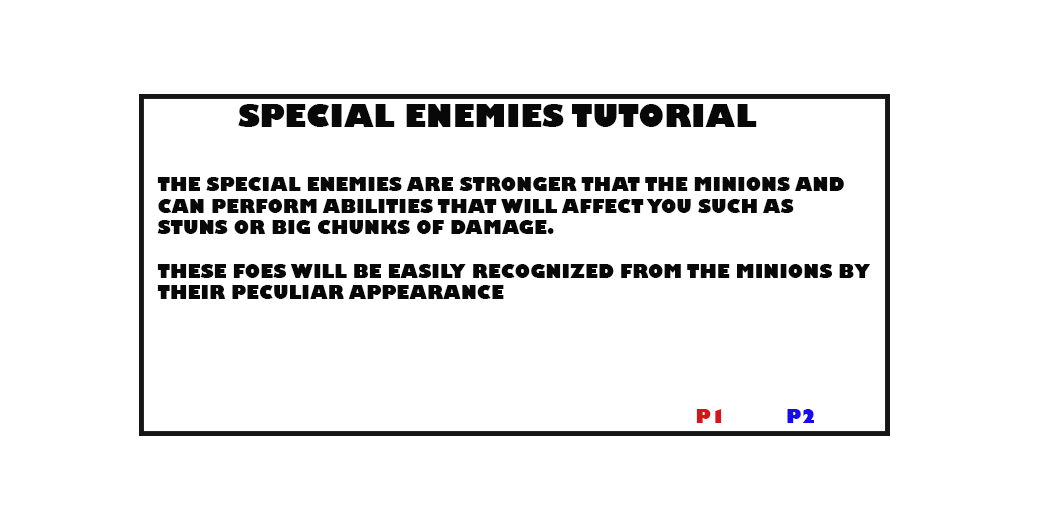 SPECIAL ENEMIES TUTORIAL
THE SPECIAL ENEMIES ARE STRONGER THAT THE MINIONS AND
CAN PERFORM ABILITIES THAT WILL AFFECT YOU SUCH AS
STUNS OR BIG CHUNKS OF DAMAGE.
THESE FOES WILL BE EASILY RECOGNIZED FROM THE MINIONS BY
THEIR PECULIAR APPEARANCE
P1 P2